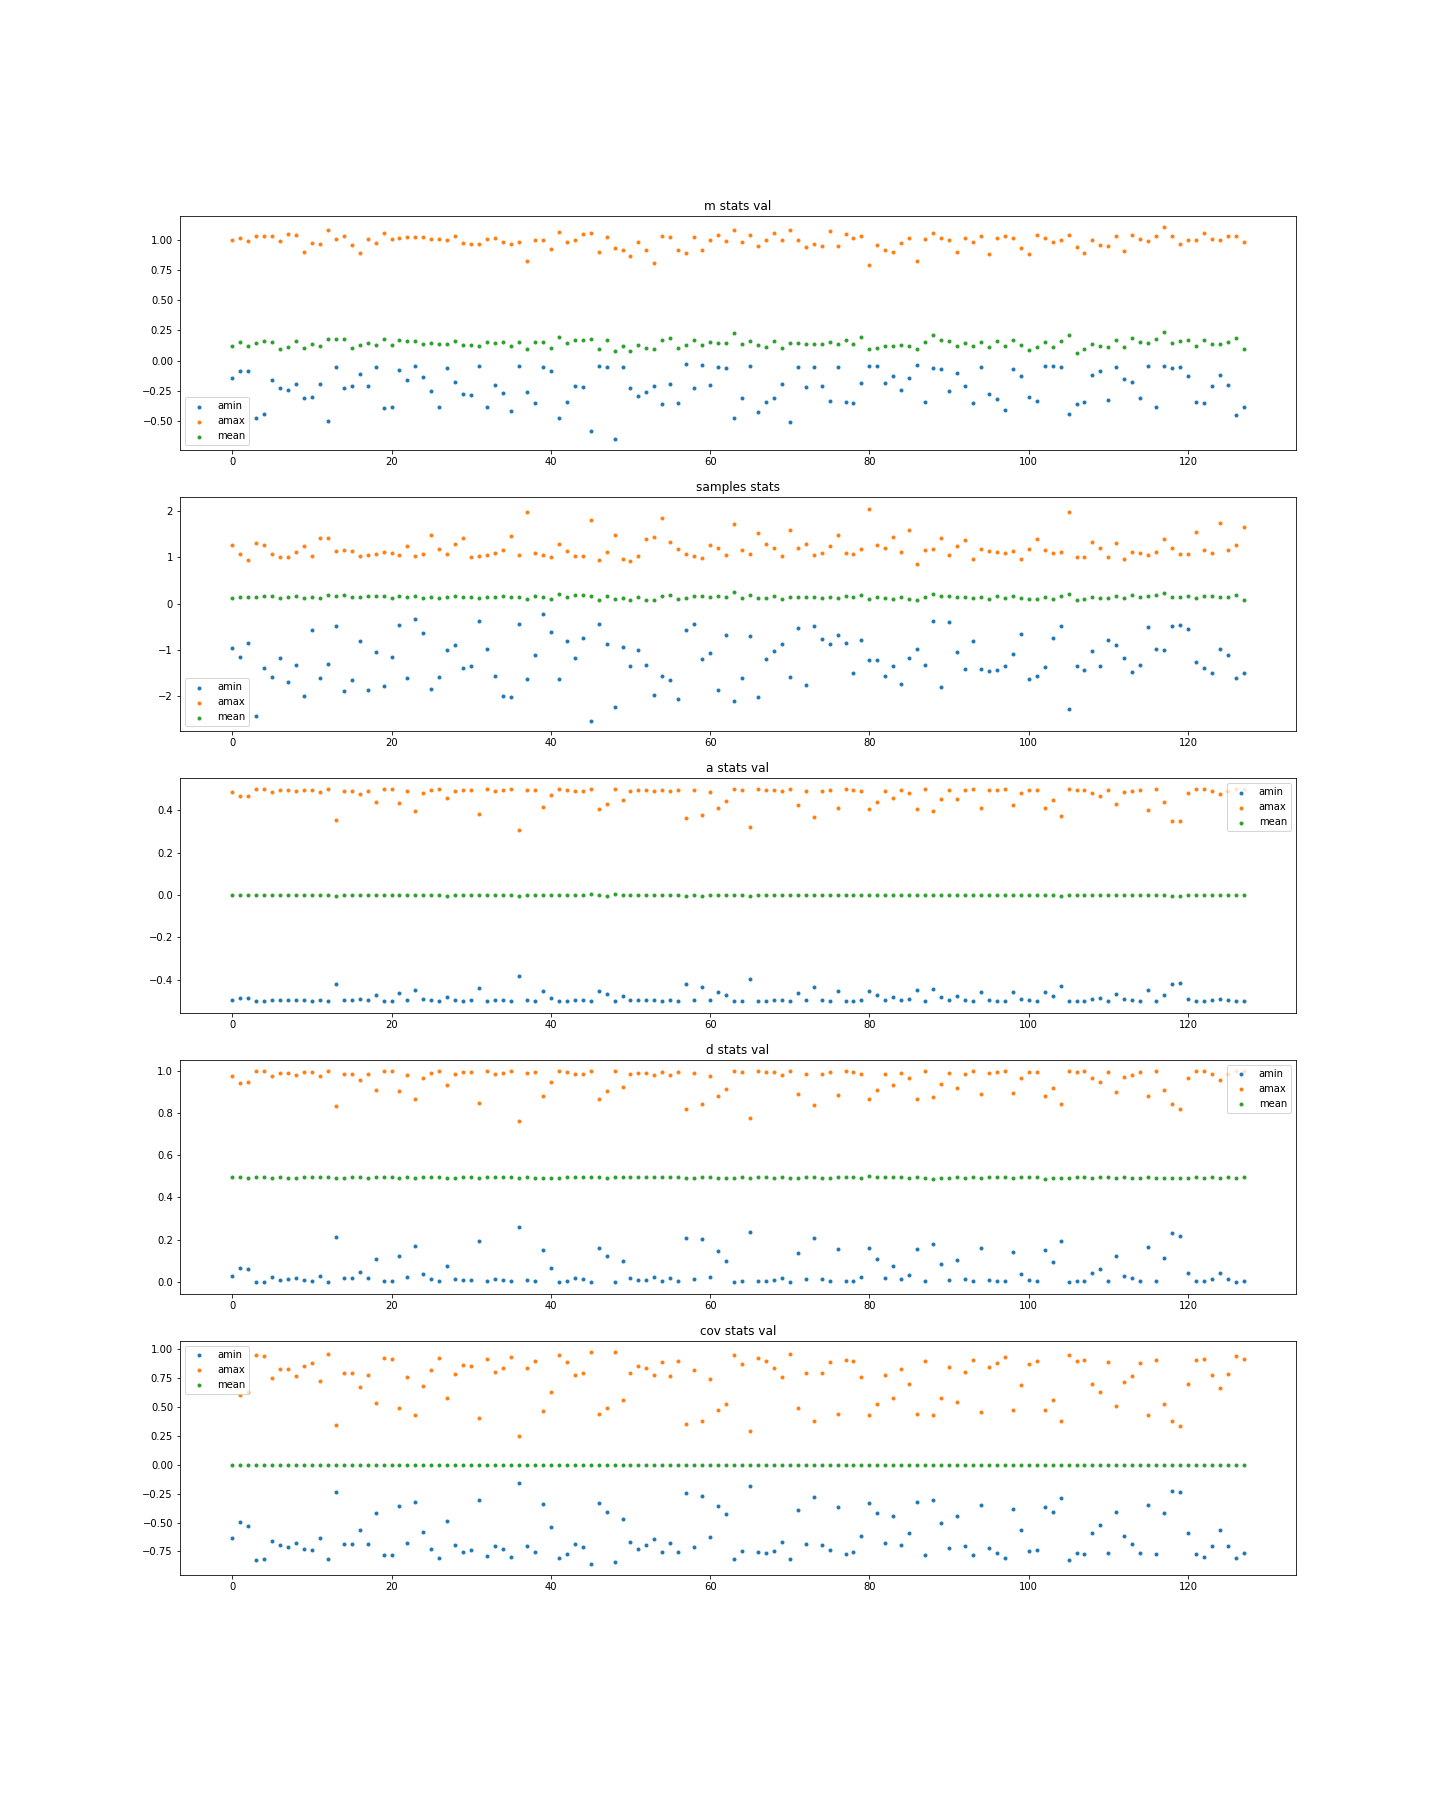 m stats val
1.00
0.75
0.50
0.25
0.00
−0.25
−0.50
amin
amax
mean
0 20 40 60 80 100 120
samples stats
2
1
0
−1
−2
amin
amax
mean
0 20 40 60 80 100 120
a stats val
0.4
0.2
0.0
−0.2
−0.4
amin
amax
mean
0 20 40 60 80 100 120
d stats val
1.0
0.8
0.6
0.4
0.2
0.0
amin
amax
mean
0 20 40 60 80 100 120
cov stats val
1.00
0.75
0.50
0.25
0.00
−0.25
−0.50
−0.75
amin
amax
mean
0 20 40 60 80 100 120